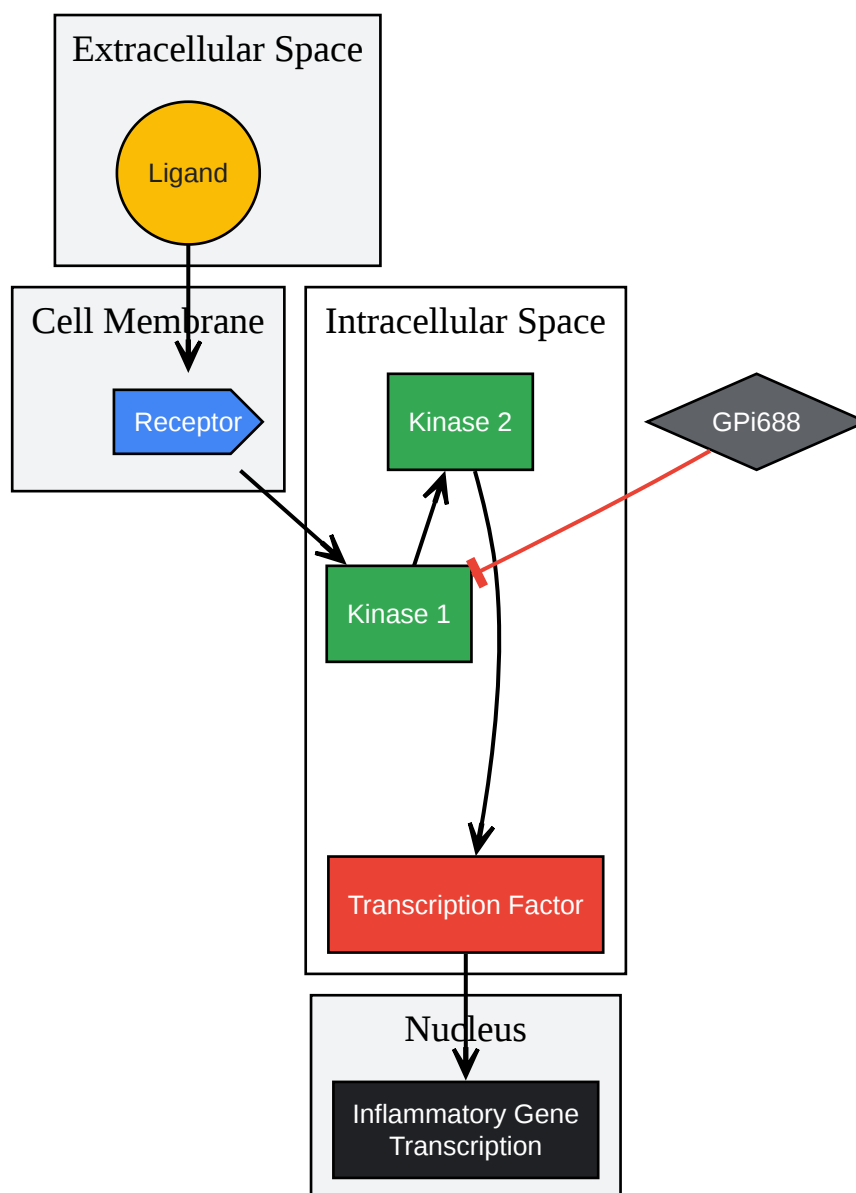 Extracellular Space
Ligand
Cell Membrane
Receptor
Intracellular Space
Kinase 2
GPi688
Kinase 1
Transcription Factor
Nucleus
Inflammatory Gene
Transcription